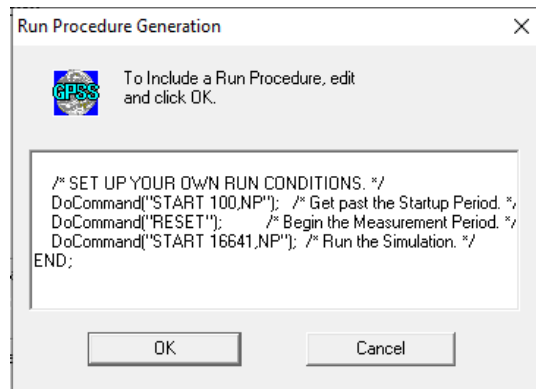 Run Procedure Generation
GPSS
To Include a Run Procedure, edit
and click OK.
/* SET UP YOUR OWN RUN CONDITIONS. */
DoCommand("START 100,NP"); /* Get past the Startup Period. */
DoCommand("RESET"); /* Begin the Measurement Period. */
DoCommand("START 16641,NP"); /* Run the Simulation. */
END;
OK
Cancel